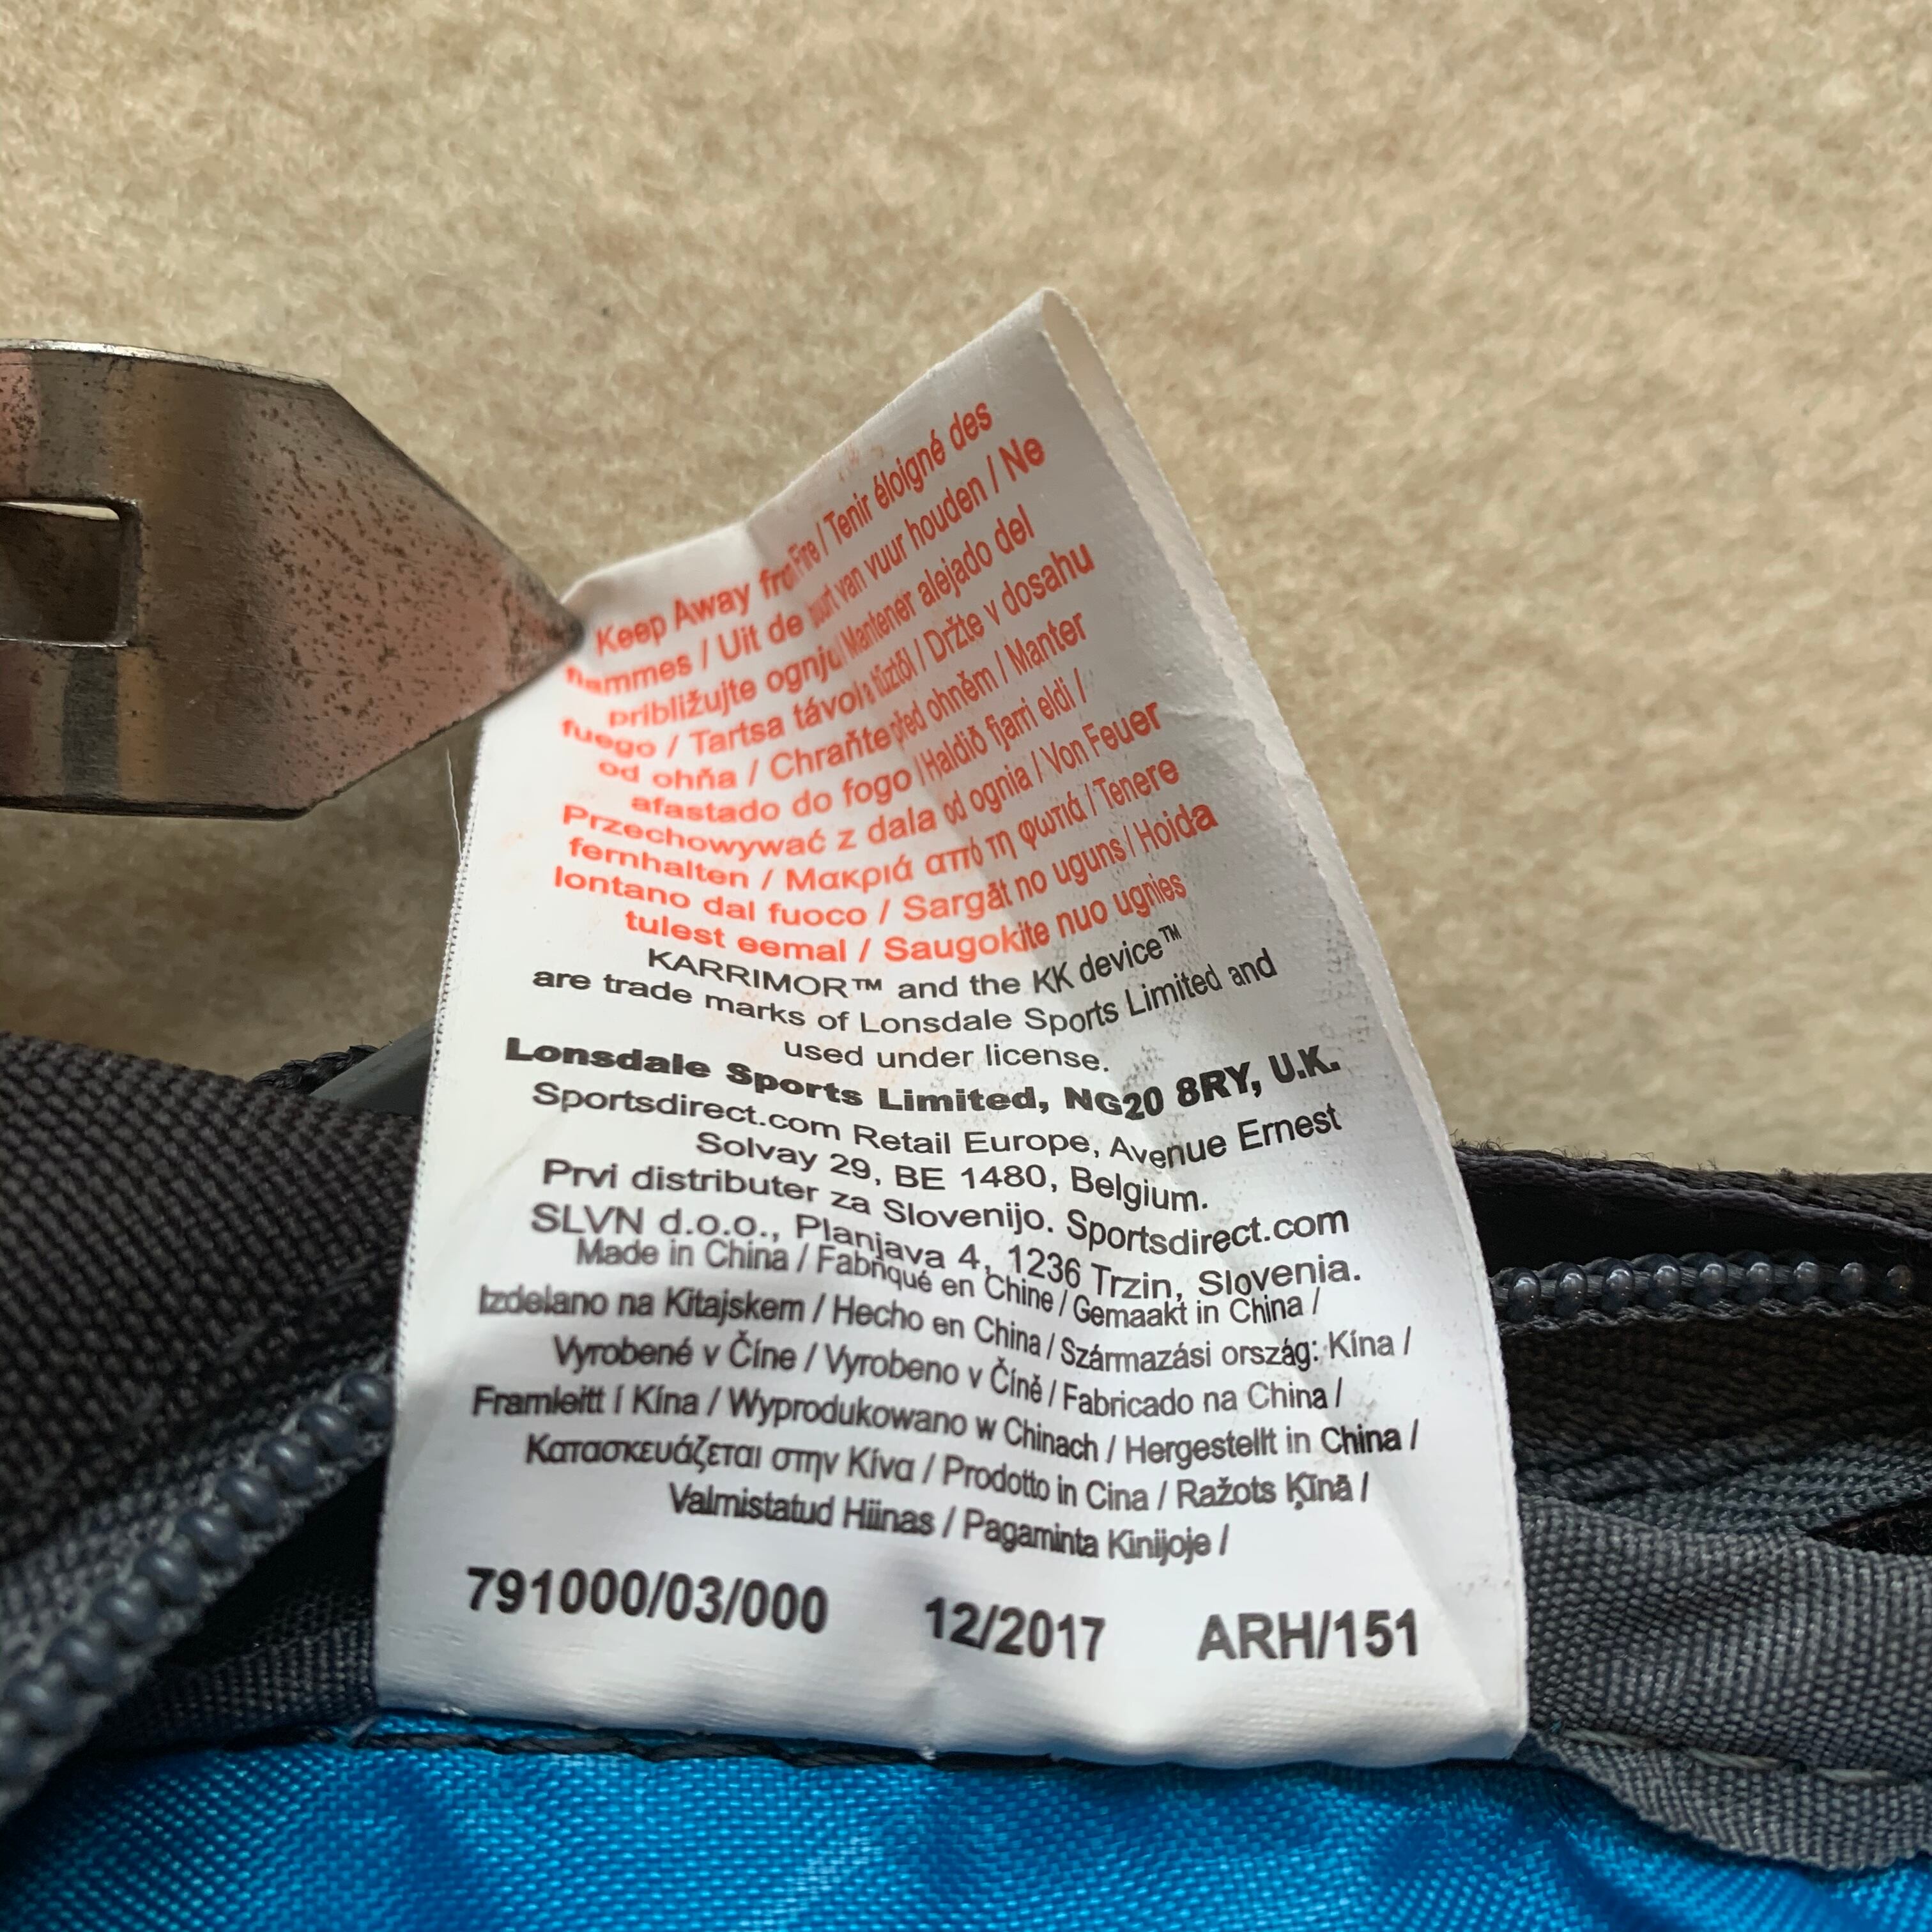 Keep Away from Fire / Tenir éloigné des
flammes / Uit de buurt van vuur houden / Ne
približujte ognju / Mantener alejado del
fuego / Tartsa távol a tűztől / Držte v dosahu
od ohňa / Chraňte před ohněm / Manter
afastado do fogo / Haldið fjarri eldi /
Przechowywać z dala od ognia / Von Feuer
fernhalten / Μακριά από τη φωτιά / Tenere
lontano dal fuoco / Sargāt no uguns / Hoida
tulest eemal / Saugokite nuo ugnies
KARRIMOR™ and the KK device™
are trade marks of Lonsdale Sports Limited and
used under license.
Lonsdale Sports Limited, NG20 8RY, U.K.
Sportsdirect.com Retail Europe, Avenue Ernest
Solvay 29, BE 1480, Belgium.
Prvi distributer za Slovenijo. Sportsdirect.com
SLVN d.o.o., Planjava 4, 1236 Trzin, Slovenia.
Made in China / Fabriqué en Chine / Gemaakt in China /
Izdelano na Kitajskem / Hecho en China / Származási ország: Kína /
Vyrobené v Číne / Vyrobeno v Číně / Fabricado na China /
Framleitt í Kína / Wyprodukowano w Chinach / Hergestellt in China /
Κατασκευάζεται στην Κίνα / Prodotto in Cina / Ražots Ķīnā /
Valmistatud Hiinas / Pagaminta Kinijoje /
791000/03/000 12/2017 ARH/151